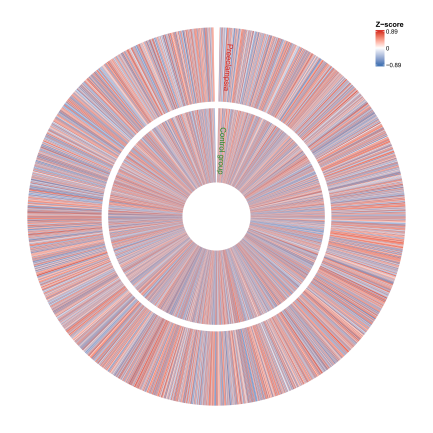 Z-score
0.89
0
−0.89
Preeclampsia
Control group